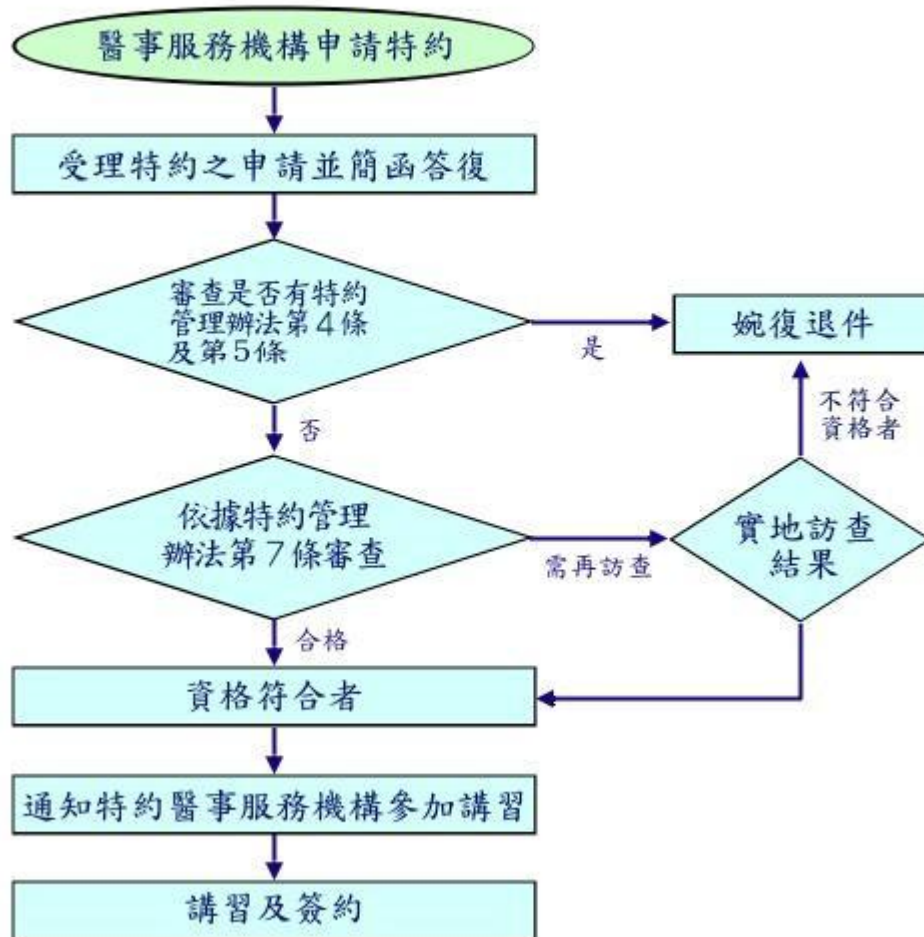 醫事服務機構申請特約
受理特約之申請並簡函答復
審查是否有特約
管理辦法第4條
及第5條
是
婉復退件
否
不符合
資格者
依據特約管理
辦法第7條審查
需再訪查
實地訪查
結果
合格
資格符合者
通知特約醫事服務機構參加講習
講習及簽約